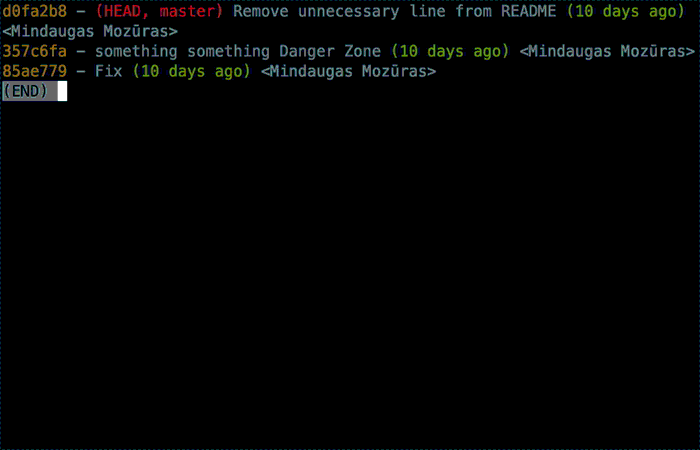 d0fa2b8 – (HEAD, master) Remove unnecessary line from README (10 days ago)
<Mindaugas Mozūras>
357c6fa – something something Danger Zone (10 days ago) <Mindaugas Mozūras>
85ae779 – Fix (10 days ago) <Mindaugas Mozūras>
(END)